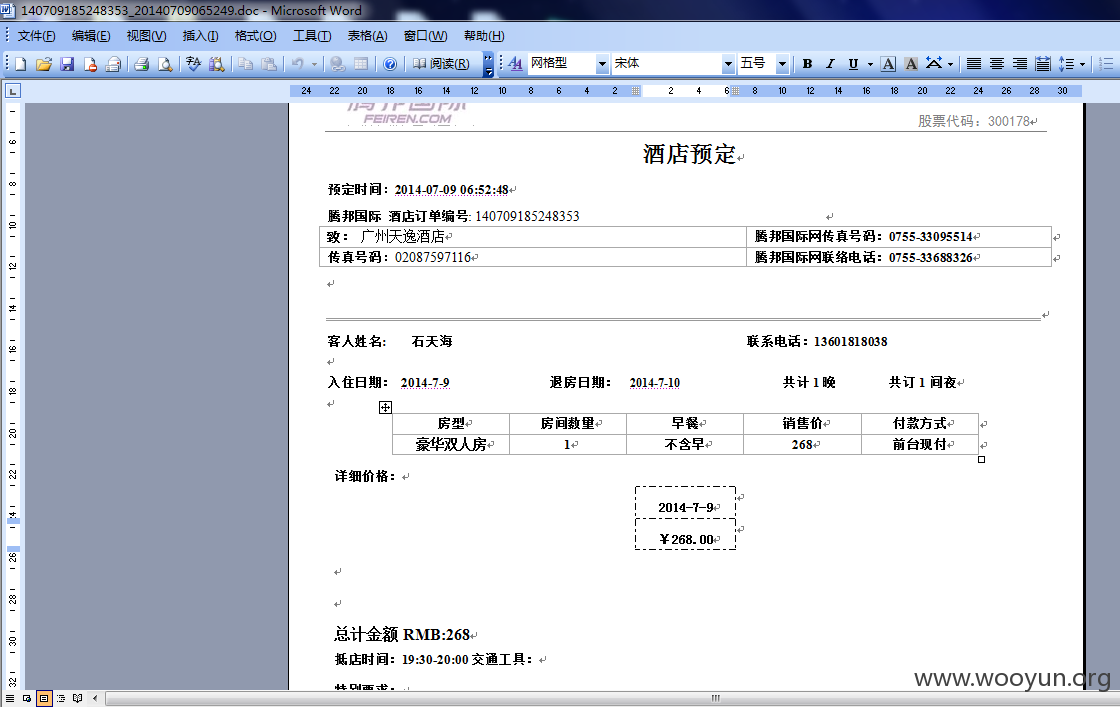 140709185248353_20140709065249.doc - Microsoft Word
文件(F) 编辑(E) 视图(V) 插入(I) 格式(O) 工具(T) 表格(A) 窗口(W) 帮助(H)
阅读(R) 网格型 宋体 五号 B I U A A
24 22 20 18 16 14 12 10 8 6 4 2 2 4 6 8 10 12 14 16 18 20 22 24 26 28 30
FEIREN.COM
股票代码：300178
酒店预定
预定时间：2014-07-09 06:52:48
腾邦国际 酒店订单编号: 140709185248353
致： 广州天逸酒店 腾邦国际网传真号码：0755-33095514
传真号码：02087597116 腾邦国际网联络电话：0755-33688326
客人姓名: 石天海 联系电话：13601818038
入住日期： 2014-7-9 退房日期： 2014-7-10 共计 1 晚 共订 1 间夜
房型 房间数量 早餐 销售价 付款方式
豪华双人房 1 不含早 268 前台现付
详细价格：
2014-7-9
￥268.00
总计金额 RMB:268
抵店时间：19:30-20:00 交通工具：
特别要求：
www.wooyun.org